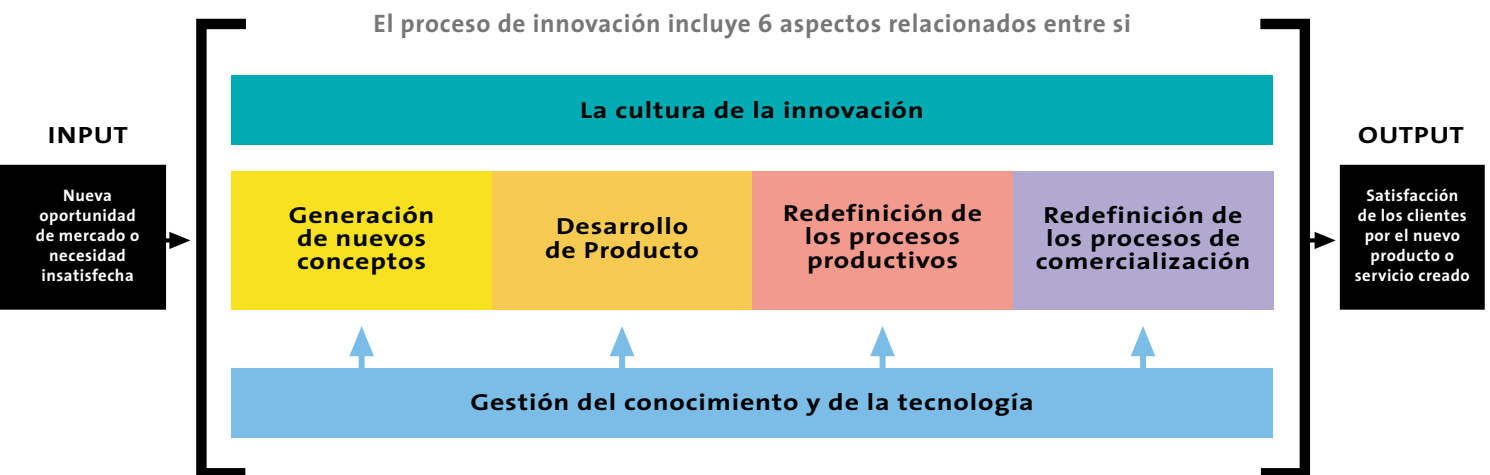 El proceso de innovación incluye 6 aspectos relacionados entre si
La cultura de la innovación
INPUT
Nueva
oportunidad
de mercado o
necesidad
insatisfecha
Generación
de nuevos
conceptos
Desarrollo
de Producto
Redefinición de
los procesos
productivos
Redefinición de
los procesos de
comercialización
OUTPUT
Satisfacción
de los clientes
por el nuevo
producto o
servicio creado
Gestión del conocimiento y de la tecnología